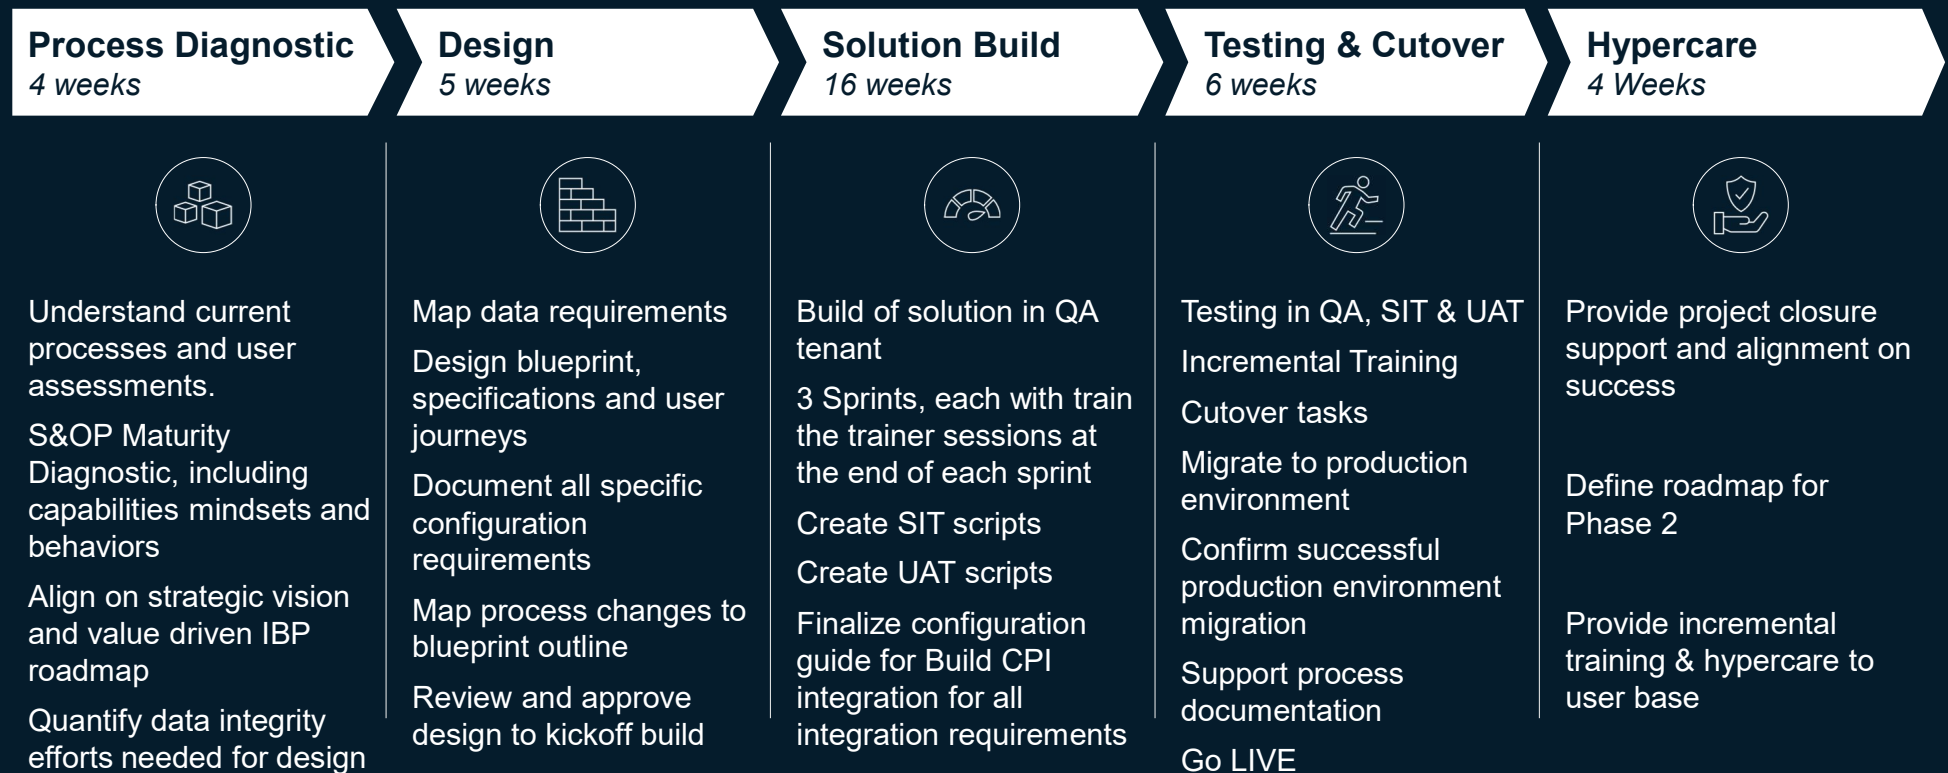 Process Diagnostic
4 weeks
Design
5 weeks
Solution Build
16 weeks
Testing & Cutover
6 weeks
Hypercare
4 Weeks
Understand current
processes and user
assessments.
S&OP Maturity
Diagnostic, including
capabilities mindsets and
behaviors
Align on strategic vision
and value driven IBP
roadmap
Quantify data integrity
efforts needed for design
Map data requirements
Design blueprint,
specifications and user
journeys
Document all specific
configuration
requirements
Map process changes to
blueprint outline
Review and approve
design to kickoff build
Build of solution in QA
tenant
3 Sprints, each with train
the trainer sessions at
the end of each sprint
Create SIT scripts
Create UAT scripts
Finalize configuration
guide for Build CPI
integration for all
integration requirements
Testing in QA, SIT & UAT
Incremental Training
Cutover tasks
Migrate to production
environment
Confirm successful
production environment
migration
Support process
documentation
Go LIVE
Provide project closure
support and alignment on
success
Define roadmap for
Phase 2
Provide incremental
training & hypercare to
user base